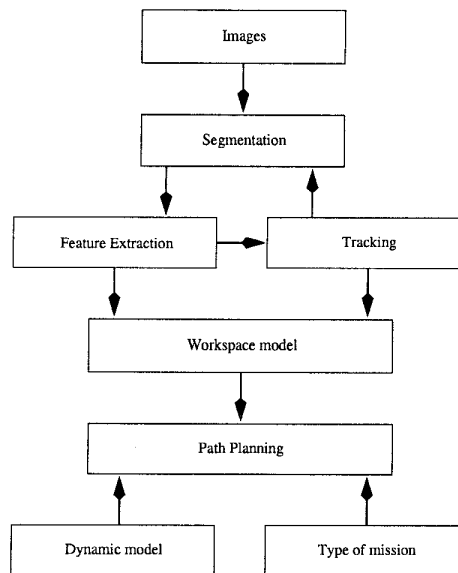 Images
Segmentation
Feature Extraction
Tracking
Workspace model
Path Planning
Dynamic model
Type of mission